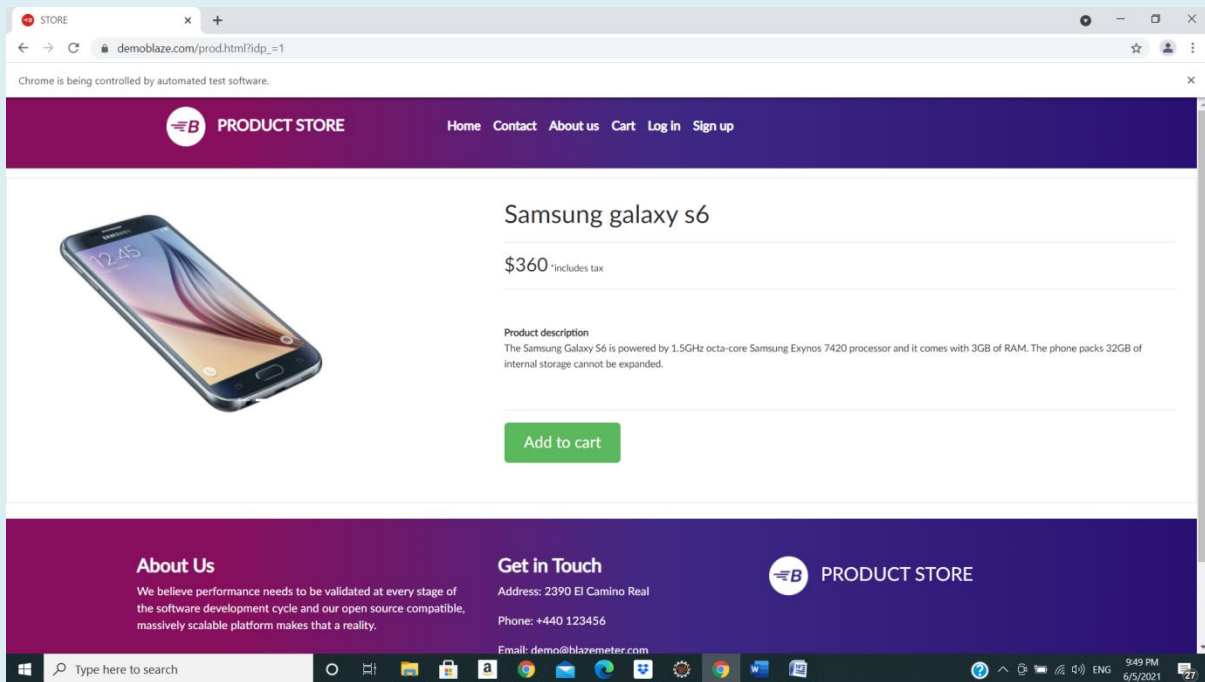 STORE
demoblaze.com/prod.html?idp_=1
Chrome is being controlled by automated test software.
B PRODUCT STORE Home Contact About us Cart Log in Sign up
SAMSUNG
12:45
Samsung galaxy s6
$360 *includes tax
Product description
The Samsung Galaxy S6 is powered by 1.5GHz octa-core Samsung Exynos 7420 processor and it comes with 3GB of RAM. The phone packs 32GB of
internal storage cannot be expanded.
Add to cart
About Us
We believe performance needs to be validated at every stage of
the software development cycle and our open source compatible,
massively scalable platform makes that a reality.
Get in Touch
Address: 2390 El Camino Real
Phone: +440 123456
Email: demo@blazemeter.com
B PRODUCT STORE
Type here to search
a
W
ENG
9:49 PM
6/5/2021
27